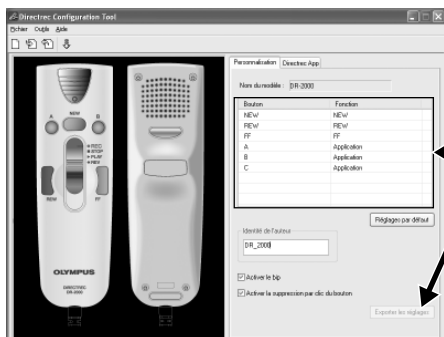 Directrec Configuration Tool
Fichier Outils Aide
Personnalisation Directrec App
Nom du modèle : DR-2000
Bouton Fonction
NEW NEW
REW REW
FF FF
A Application
B Application
C Application
Réglages par défaut
Identité de l'auteur
DR_2000
Activer le bip
Activer la suppression par clic du bouton
Exporter les réglages
A NEW B
REC
STOP
PLAY
REV
REW FF
OLYMPUS
DIRECTREC
DR-2000